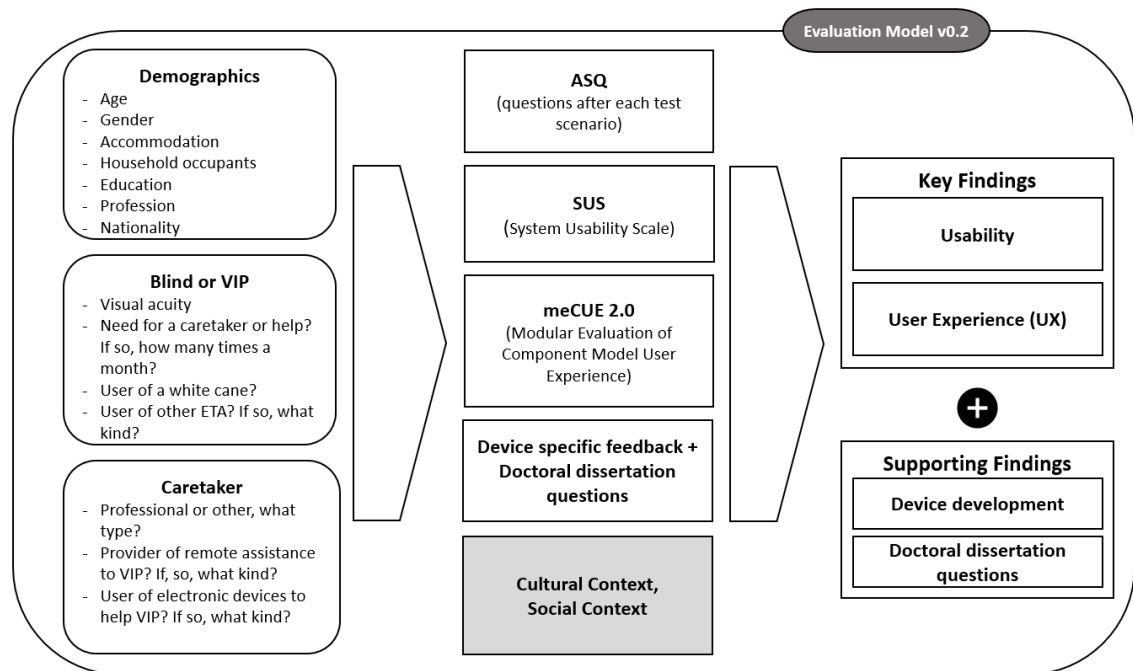 Evaluation Model v0.2
Demographics
- Age
- Gender
- Accommodation
- Household occupants
- Education
- Profession
- Nationality
Blind or VIP
- Visual acuity
- Need for a caretaker or help?
If so, how many times a
month?
- User of a white cane?
- User of other ETA? If so, what
kind?
Caretaker
- Professional or other, what
type?
- Provider of remote assistance
to VIP? If, so, what kind?
- User of electronic devices to
help VIP? If so, what kind?
ASQ
(questions after each test
scenario)
SUS
(System Usability Scale)
meCUE 2.0
(Modular Evaluation of
Component Model User
Experience)
Device specific feedback +
Doctoral dissertation
questions
Cultural Context,
Social Context
Key Findings
Usability
User Experience (UX)
+
Supporting Findings
Device development
Doctoral dissertation
questions